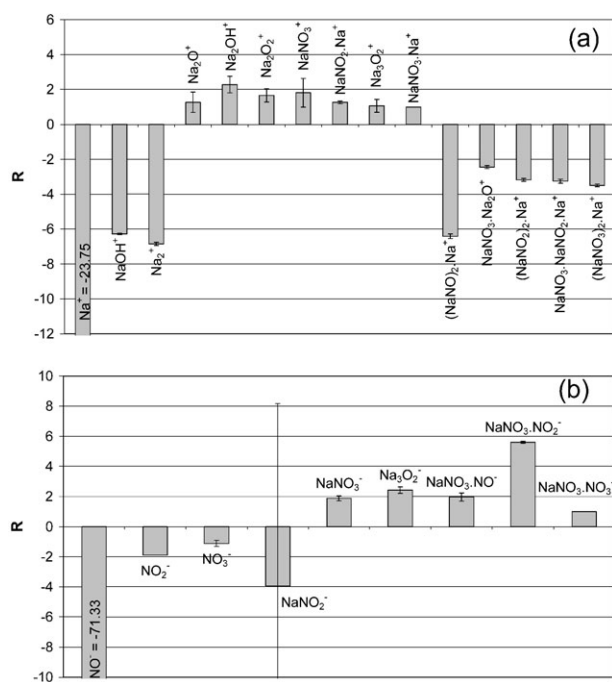 (a)
R
6
4
2
0
-2
-4
-6
-8
-10
-12
Na⁺ = -23.75
NaOH⁺
Na₂⁺
Na₂O⁺
Na₂OH⁺
Na₂O₂⁺
NaNO₃⁺
NaNO₂.Na⁺
Na₃O₂⁺
NaNO₃.Na⁺
(NaNO)₂.Na⁺
NaNO₃.Na₂O⁺
(NaNO₂)₂.Na⁺
NaNO₃.NaNO₂.Na⁺
(NaNO₃)₂.Na⁺
(b)
R
10
8
6
4
2
0
-2
-4
-6
-8
-10
NO⁻ = -71.33
NO₂⁻
NO₃⁻
NaNO₂⁻
NaNO₃⁻
Na₃O₂⁻
NaNO₃.NO⁻
NaNO₃.NO₂⁻
NaNO₃.NO₃⁻